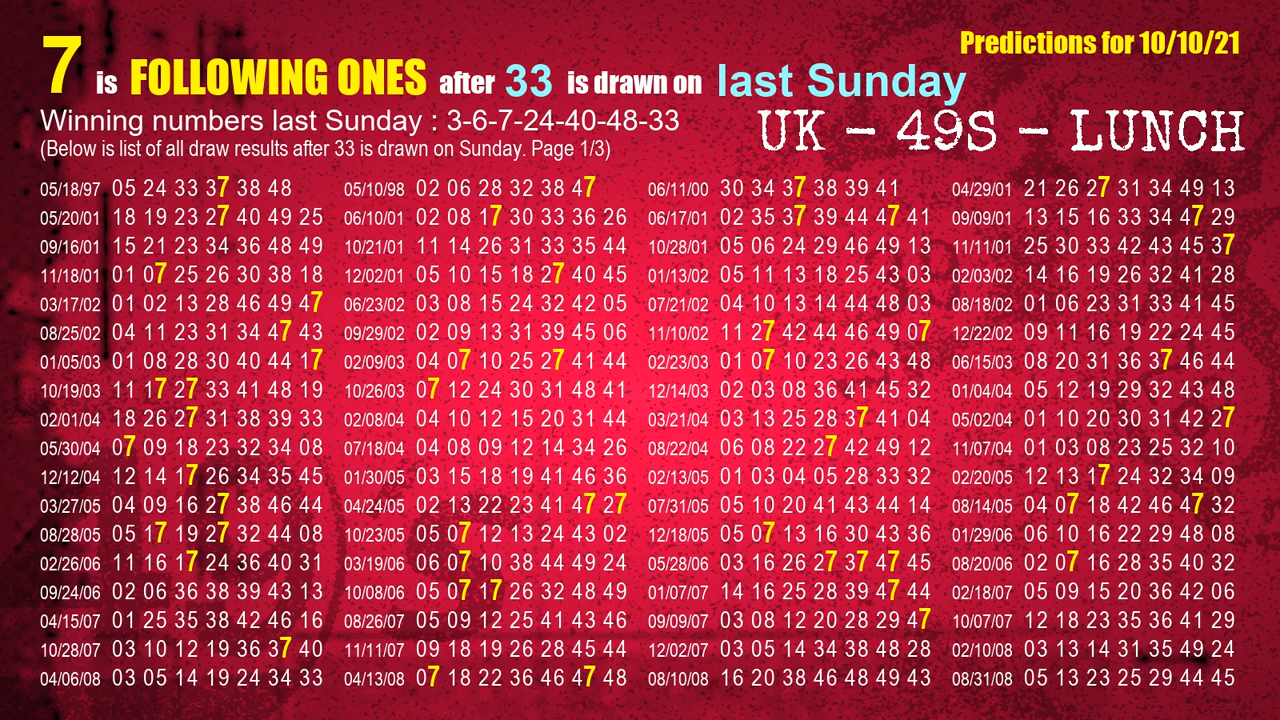 Predictions for 10/10/21
7 is FOLLOWING ONES after 33 is drawn on last Sunday
Winning numbers last Sunday : 3-6-7-24-40-48-33
UK - 49S - LUNCH
(Below is list of all draw results after 33 is drawn on Sunday. Page 1/3)
05/18/97 05 24 33 37 38 48 05/10/98 02 06 28 32 38 47 06/11/00 30 34 37 38 39 41 04/29/01 21 26 27 31 34 49 13
05/20/01 18 19 23 27 40 49 25 06/10/01 02 08 17 30 33 36 26 06/17/01 02 35 37 39 44 47 41 09/09/01 13 15 16 33 34 47 29
09/16/01 15 21 23 34 36 48 49 10/21/01 11 14 26 31 33 35 44 10/28/01 05 06 24 29 46 49 13 11/11/01 25 30 33 42 43 45 37
11/18/01 01 07 25 26 30 38 18 12/02/01 05 10 15 18 27 40 45 01/13/02 05 11 13 18 25 43 03 02/03/02 14 16 19 26 32 41 28
03/17/02 01 02 13 28 46 49 47 06/23/02 03 08 15 24 32 42 05 07/21/02 04 10 13 14 44 48 03 08/18/02 01 06 23 31 33 41 45
08/25/02 04 11 23 31 34 47 43 09/29/02 02 09 13 31 39 45 06 11/10/02 11 27 42 44 46 49 07 12/22/02 09 11 16 19 22 24 45
01/05/03 01 08 28 30 40 44 17 02/09/03 04 07 10 25 27 41 44 02/23/03 01 07 10 23 26 43 48 06/15/03 08 20 31 36 37 46 44
10/19/03 11 17 27 33 41 48 19 10/26/03 07 12 24 30 31 48 41 12/14/03 02 03 08 36 41 45 32 01/04/04 05 12 19 29 32 43 48
02/01/04 18 26 27 31 38 39 33 02/08/04 04 10 12 15 20 31 44 03/21/04 03 13 25 28 37 41 04 05/02/04 01 10 20 30 31 42 27
05/30/04 07 09 18 23 32 34 08 07/18/04 04 08 09 12 14 34 26 08/22/04 06 08 22 27 42 49 12 11/07/04 01 03 08 23 25 32 10
12/12/04 12 14 17 26 34 35 45 01/30/05 03 15 18 19 41 46 36 02/13/05 01 03 04 05 28 33 32 02/20/05 12 13 17 24 32 34 09
03/27/05 04 09 16 27 38 46 44 04/24/05 02 13 22 23 41 47 27 07/31/05 05 10 20 41 43 44 14 08/14/05 04 07 18 42 46 47 32
08/28/05 05 17 19 27 32 44 08 10/23/05 05 07 12 13 24 43 02 12/18/05 05 07 13 16 30 43 36 01/29/06 06 10 16 22 29 48 08
02/26/06 11 16 17 24 36 40 31 03/19/06 06 07 10 38 44 49 24 05/28/06 03 16 26 27 37 47 45 08/20/06 02 07 16 28 35 40 32
09/24/06 02 06 36 38 39 43 13 10/08/06 05 07 17 26 32 48 49 01/07/07 14 16 25 28 39 47 44 02/18/07 05 09 15 20 36 42 06
04/15/07 01 25 35 38 42 46 16 08/26/07 05 09 12 25 41 43 46 09/09/07 03 08 12 20 28 29 47 10/07/07 12 18 23 35 36 41 29
10/28/07 03 10 12 19 36 37 40 11/11/07 09 18 19 26 28 45 44 12/02/07 03 05 14 34 38 48 28 02/10/08 03 13 14 31 35 49 24
04/06/08 03 05 14 19 24 34 33 04/13/08 07 18 22 36 46 47 48 08/10/08 16 20 38 46 48 49 43 08/31/08 05 13 23 25 29 44 45